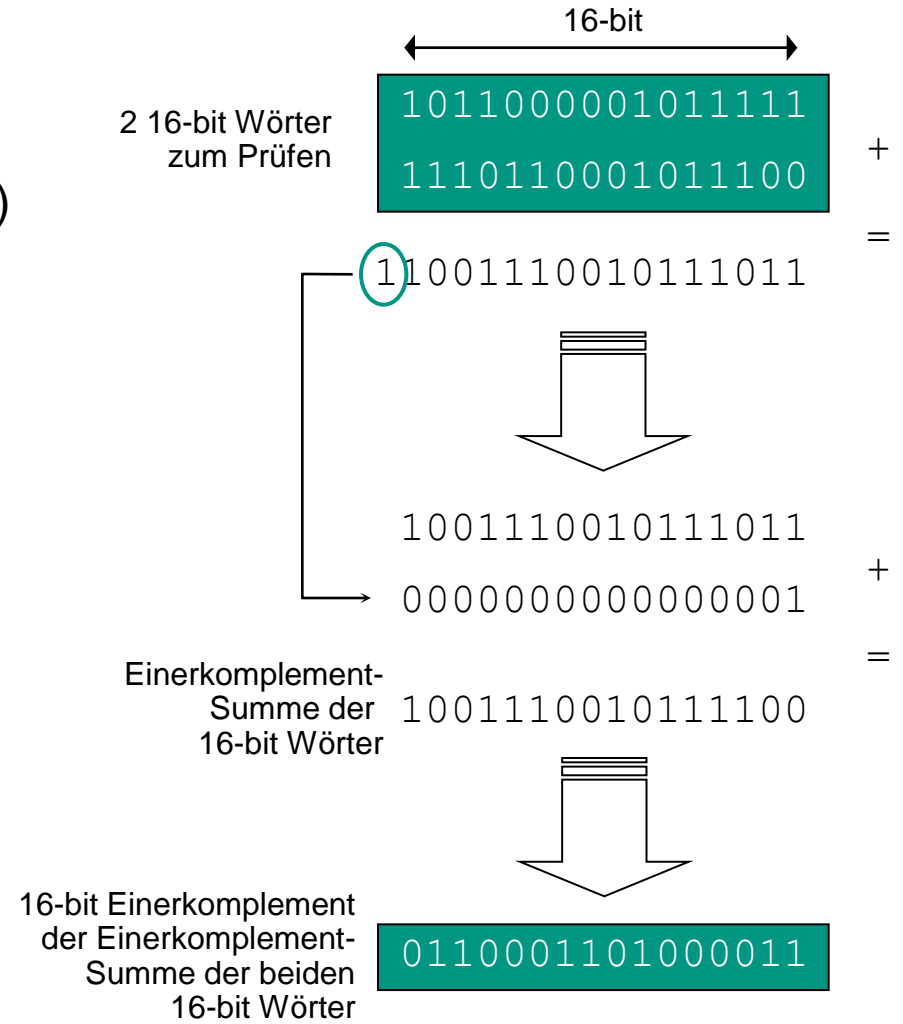 16-bit
2 16-bit Wörter
zum Prüfen
1011000001011111
+
1110110001011100
)
=
11001110010111011
1001110010111011
+
0000000000000001
=
Einerkomplement-
Summe der
16-bit Wörter
1001110010111100
16-bit Einerkomplement
der Einerkomplement-
Summe der beiden
16-bit Wörter
0110001101000011